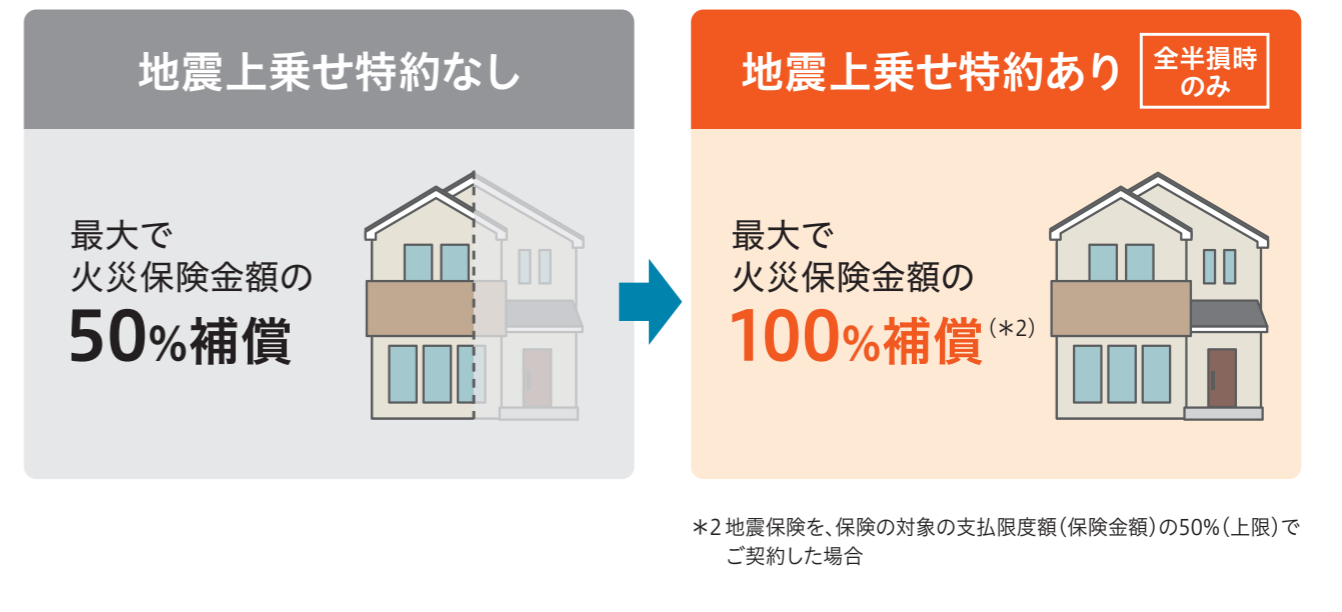 地震上乗せ特約なし
最大で
火災保険金額の
50%補償
地震上乗せ特約あり
全半損時
のみ
最大で
火災保険金額の
100%補償(*2)
*2 地震保険を、保険の対象の支払限度額(保険金額)の50%(上限)で
ご契約した場合